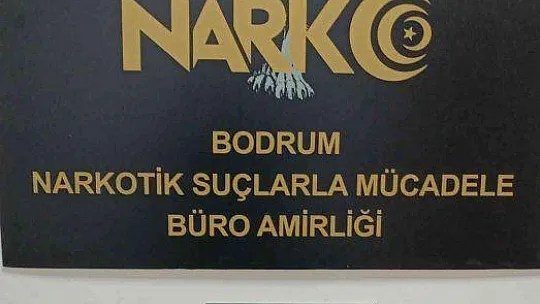 NARKO
BODRUM
NARKOTİK SUÇLARLA MÜCADELE
BÜRO AMİRLİĞİ